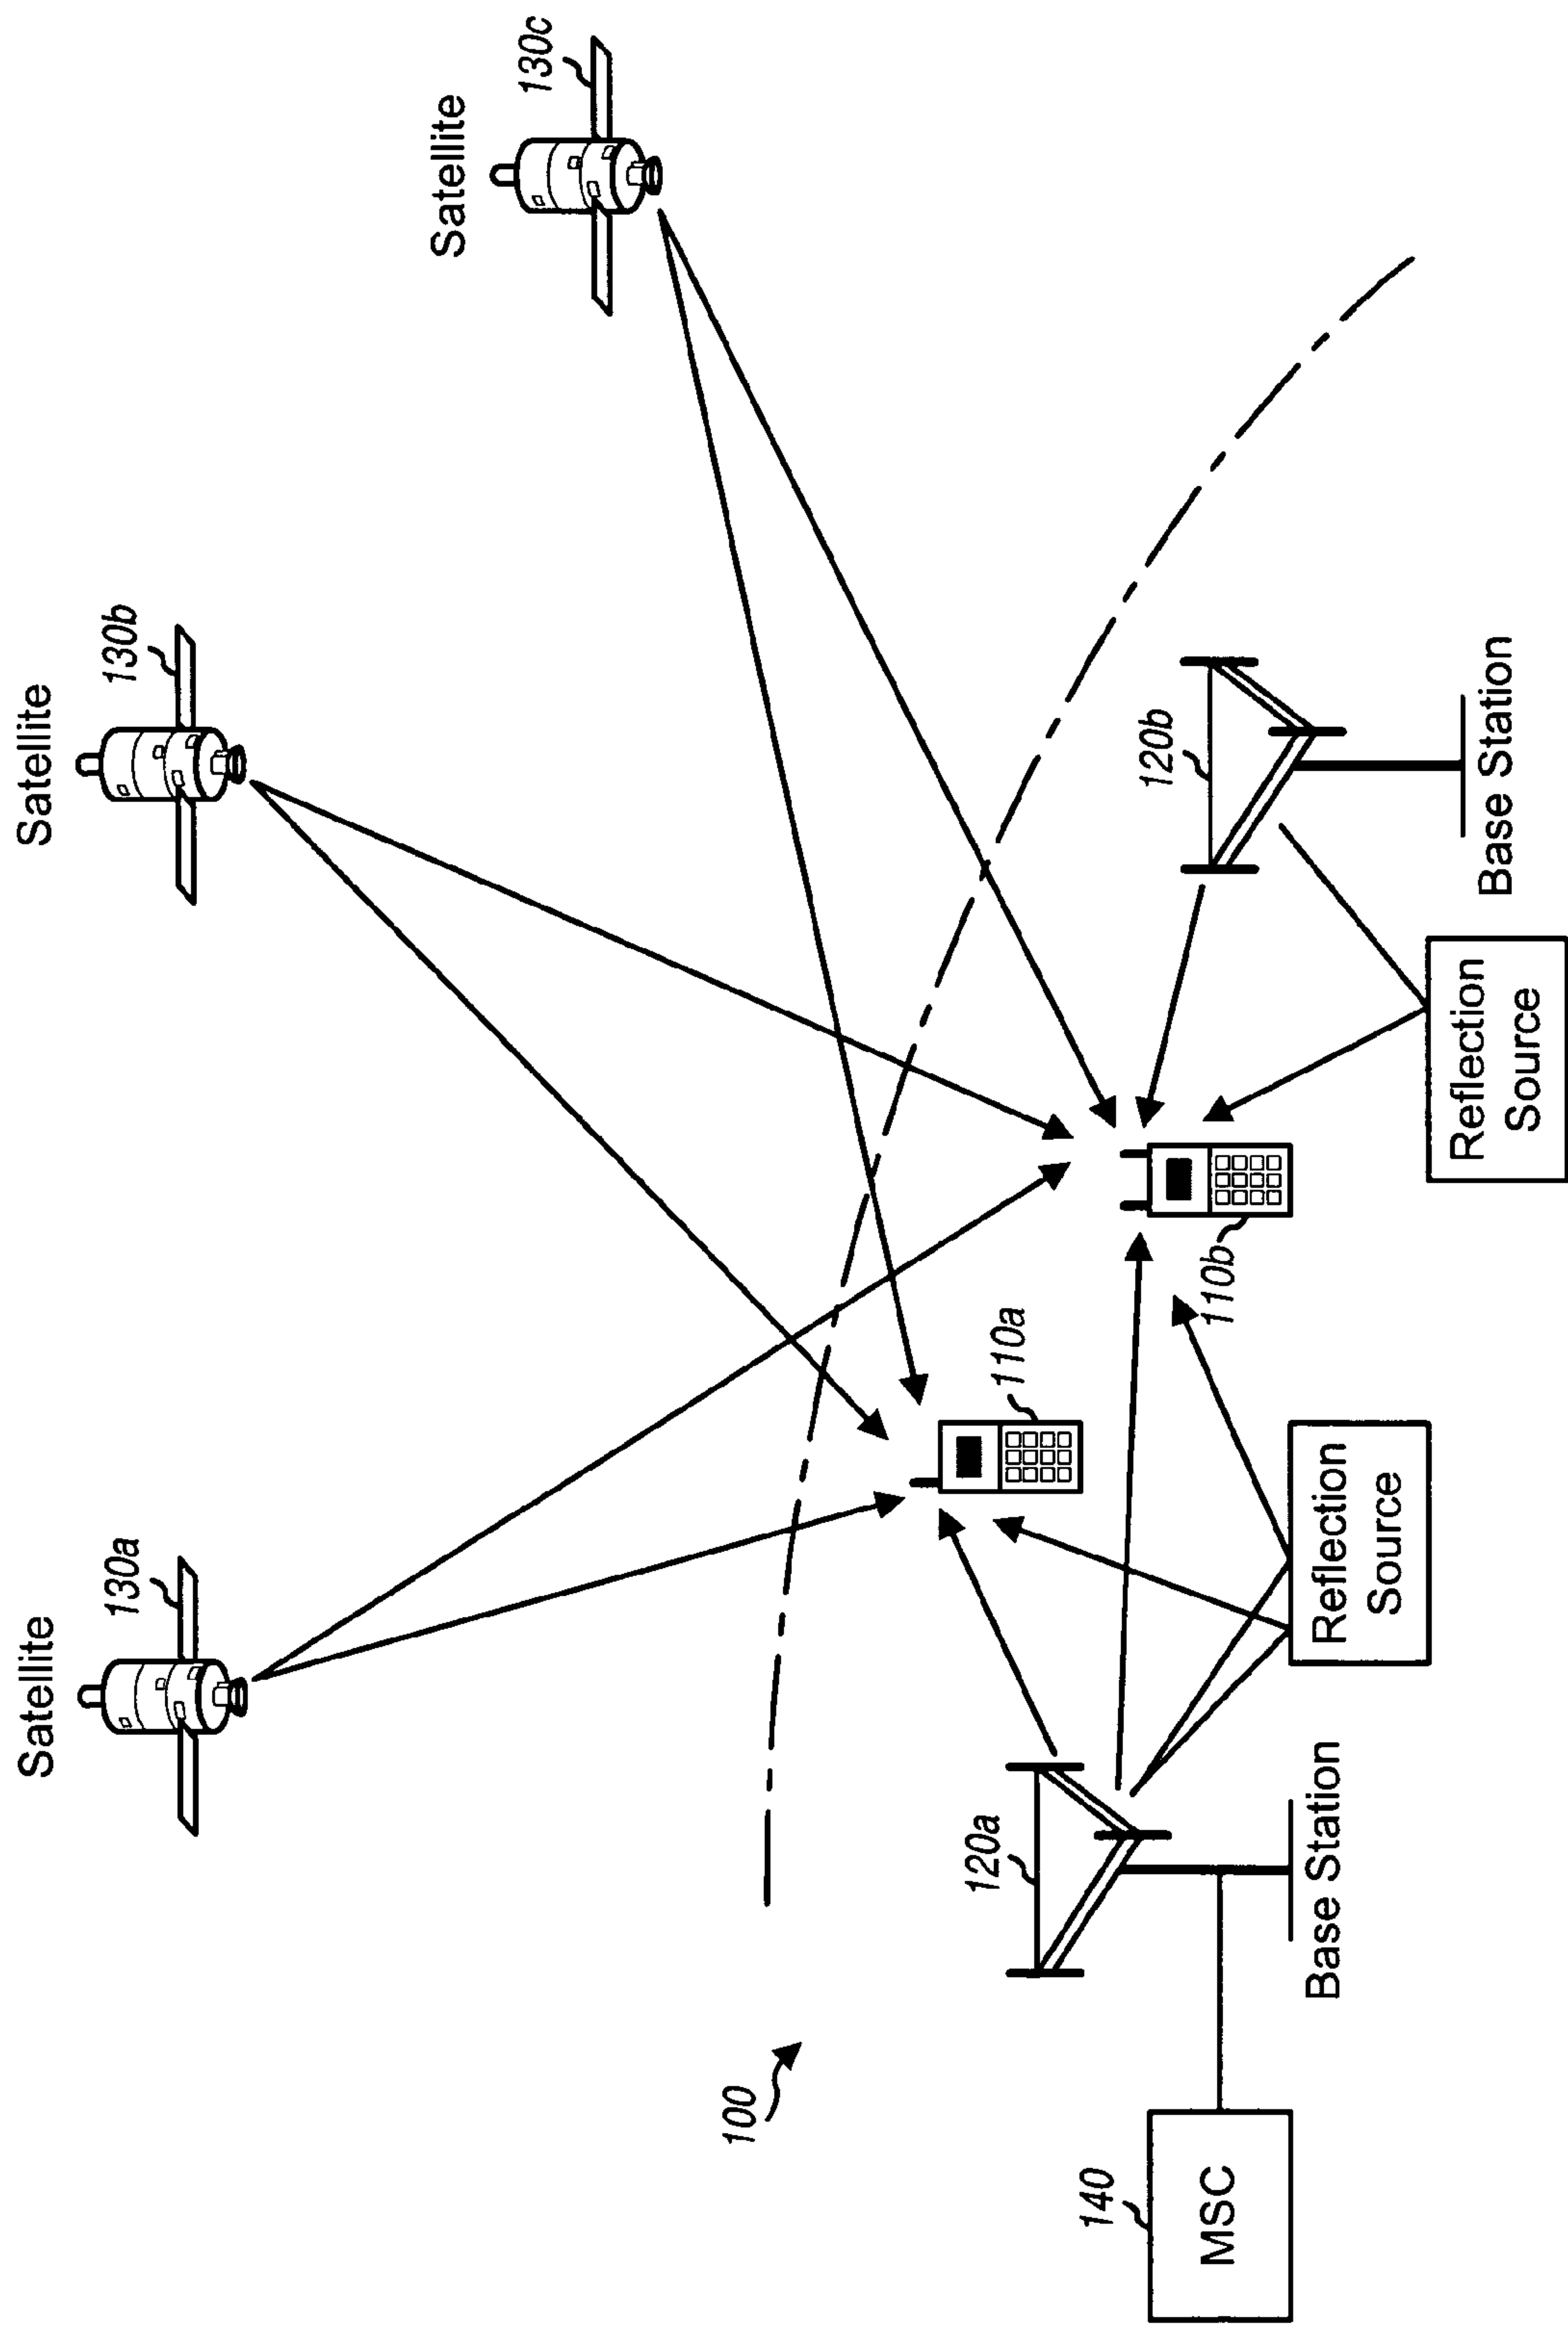 Satellite
130a
Satellite
130b
Satellite
130c
100
110a
110b
120a
120b
140
MSC
Base Station
Reflection
Source
Reflection
Source
Base Station